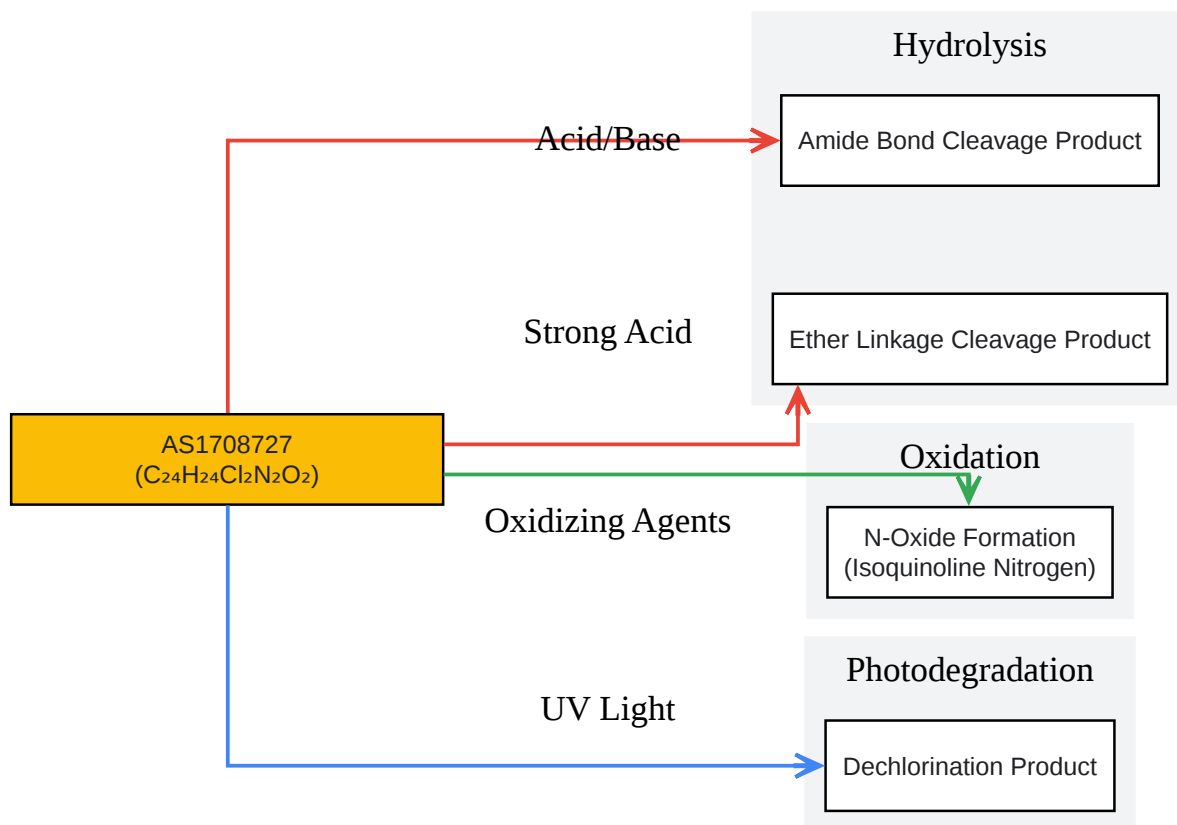 Hydrolysis
Acid/Base
Amide Bond Cleavage Product
Strong Acid
Ether Linkage Cleavage Product
AS1708727
(C₂₄H₂₄Cl₂N₂O₂)
Oxidation
Oxidizing Agents
N-Oxide Formation
(Isoquinoline Nitrogen)
Photodegradation
UV Light
Dechlorination Product